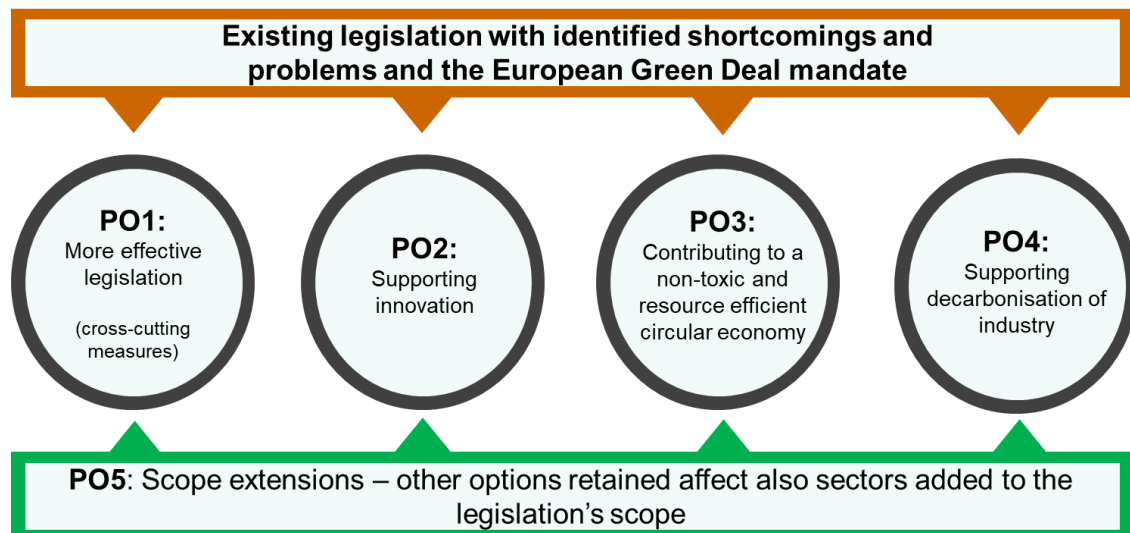 Existing legislation with identified shortcomings and
problems and the European Green Deal mandate
PO1:
More effective
legislation
(cross-cutting
measures)
PO2:
Supporting
innovation
PO3:
Contributing to a
non-toxic and
resource efficient
circular economy
PO4:
Supporting
decarbonisation of
industry
PO5: Scope extensions – other options retained affect also sectors added to the
legislation's scope